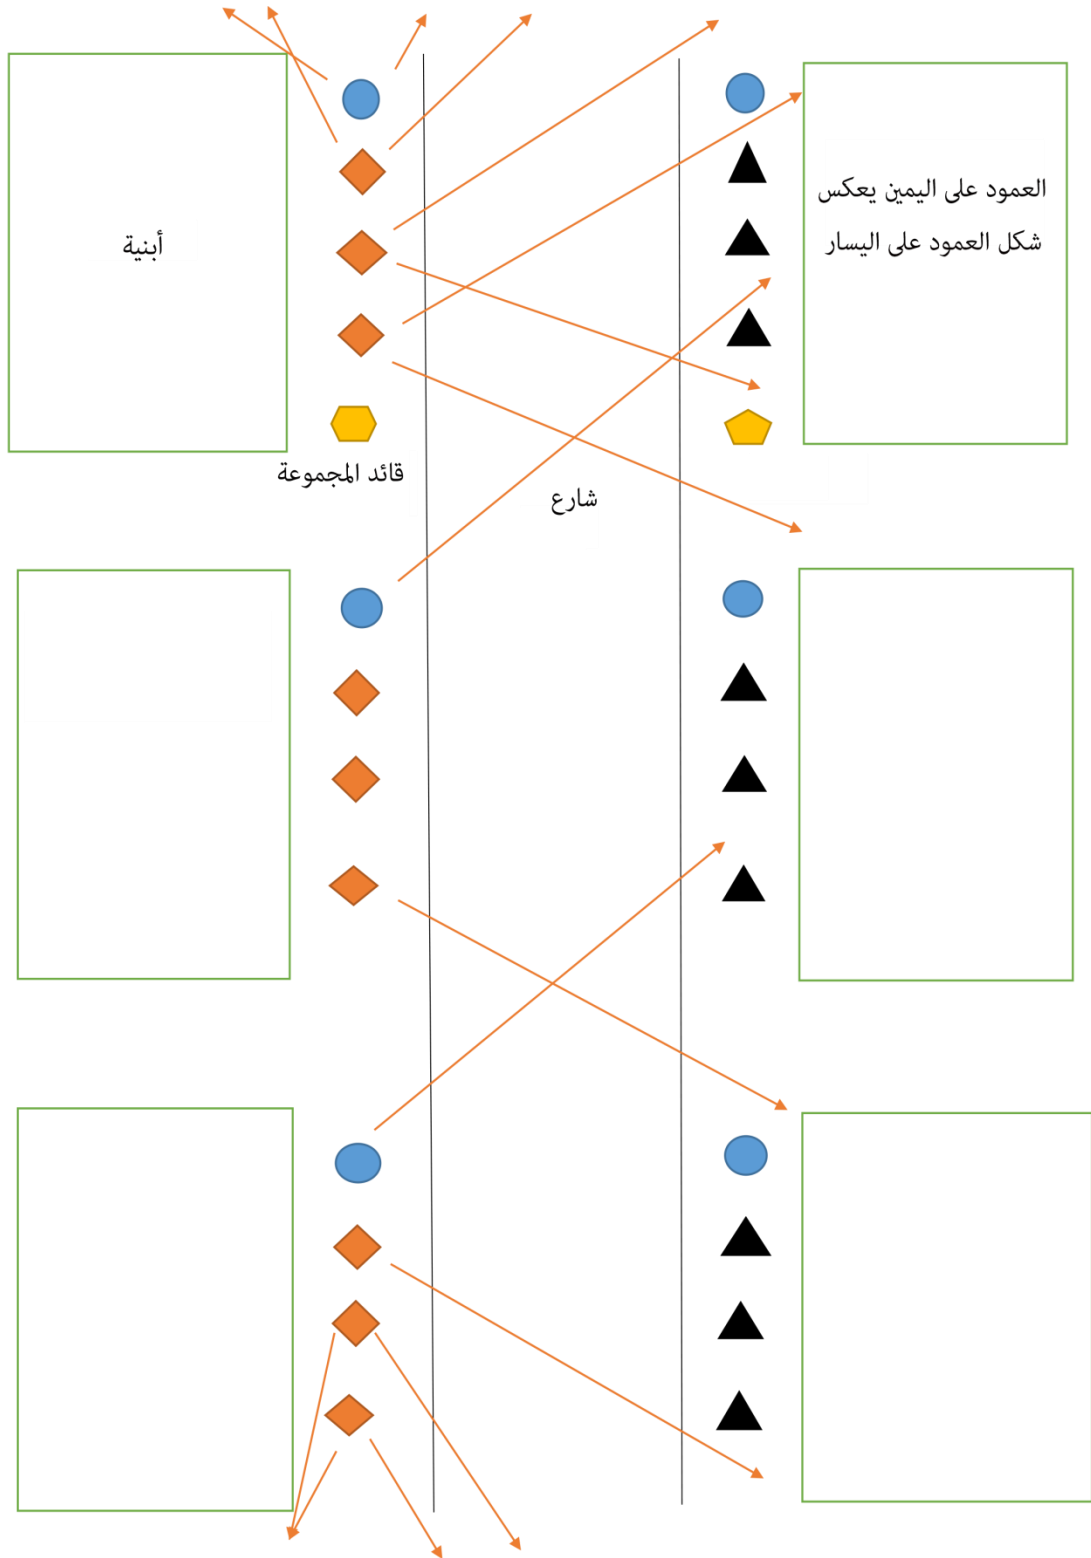 العمود على اليمين يعكس
شكل العمود على اليسار
أبنية
قائد المجموعة
شارع